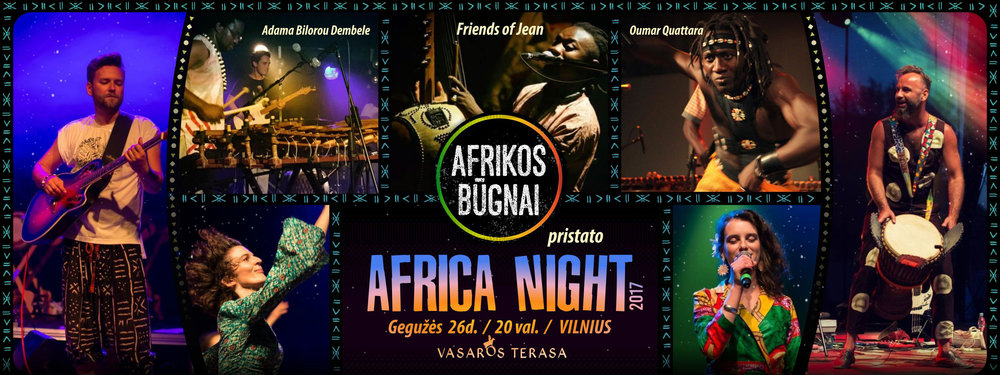 Adama Bilorou Dembele
Friends of Jean
Oumar Quattara
AFRIKOS
BŪGNAI
pristato
AFRICA NIGHT 2017
Gegužės 26d. / 20 val. / VILNIUS
VASAROS TERASA